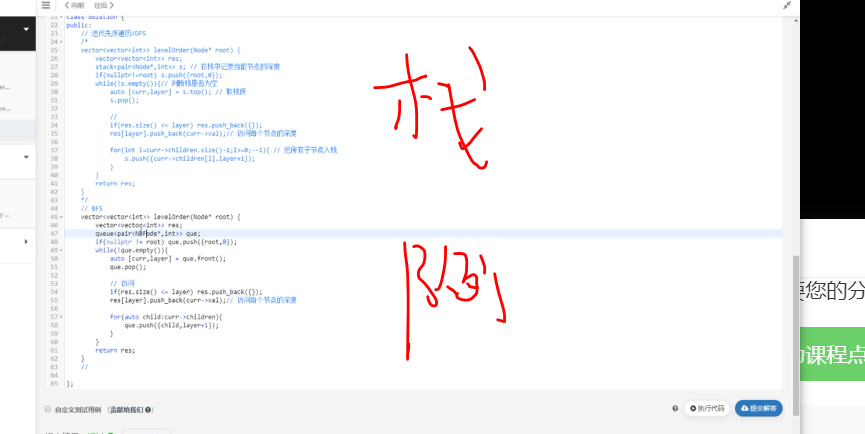 向前 往后
21 class Solution {
22 public:
23 // 迭代先序遍历/DFS
24 /*
25 vector<vector<int>> levelOrder(Node* root) {
26 vector<vector<int>> res;
27 stack<pair<Node*,int>> s; // 在栈中记录当前节点的深度
28 if(nullptr!=root) s.push({root,0});
29 while(!s.empty()){// 判断栈是否为空
30 auto [curr,layer] = s.top(); // 取栈顶
31 s.pop();
32
33 //
34 if(res.size() <= layer) res.push_back({});
35 res[layer].push_back(curr->val);// 访问每个节点的深度
36
37 for(int i=curr->children.size()-1;i>=0;--i){ // 把所有子节点入栈
38 s.push({curr->children[i],layer+1});
39 }
40 }
41 return res;
42 }
43 */
44 // BFS
45 vector<vector<int>> levelOrder(Node* root) {
46 vector<vector<int>> res;
47 queue<pair<Node*,int>> que;
48 if(nullptr != root) que.push({root,0});
49 while(!que.empty()){
50 auto [curr,layer] = que.front();
51 que.pop();
52
53 // 访问
54 if(res.size() <= layer) res.push_back({});
55 res[layer].push_back(curr->val);// 访问每个节点的深度
56
57 for(auto child:curr->children){
58 que.push({child,layer+1});
59 }
60 }
61 return res;
62 }
63 //
64
65 };
栈
自定义测试用例 (贡献给我们)
执行代码 提交解答
要您的分
课程点